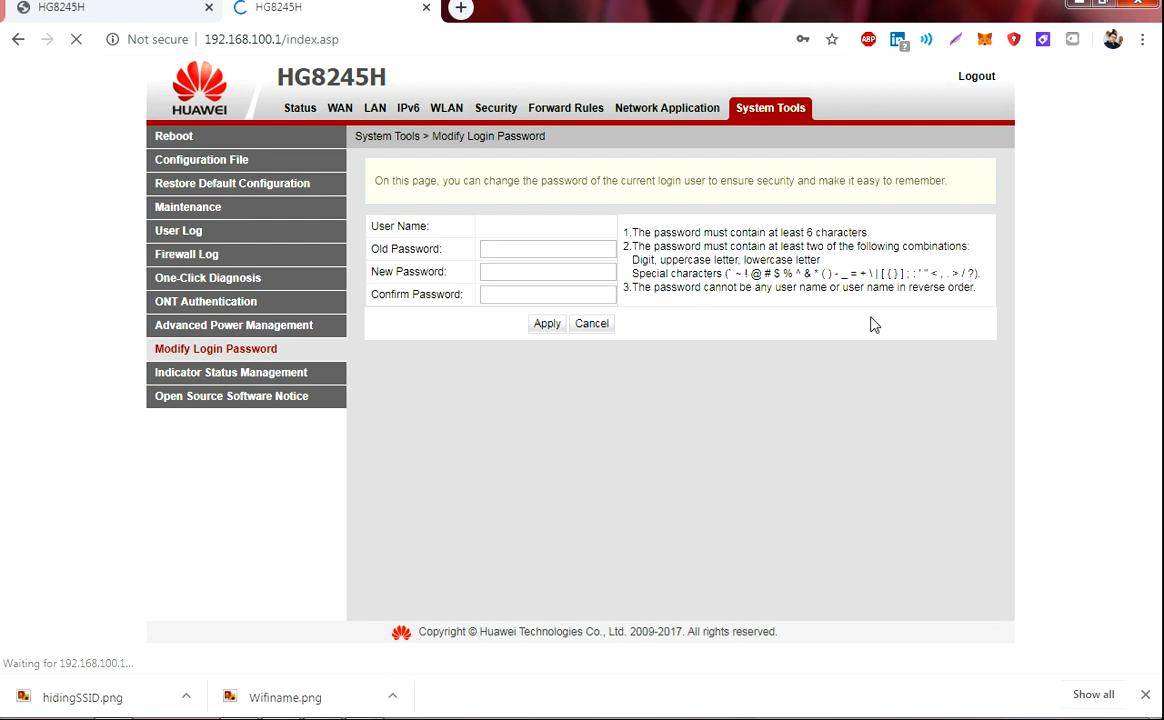 HG8245H
HG8245H
Not secure
192.168.100.1/index.asp
ABP
?
HUAWEI
HG8245H
Logout
Status WAN LAN IPv6 WLAN Security Forward Rules Network Application System Tools
Reboot
Configuration File
Restore Default Configuration
Maintenance
User Log
Firewall Log
One-Click Diagnosis
ONT Authentication
Advanced Power Management
Modify Login Password
Indicator Status Management
Open Source Software Notice
System Tools > Modify Login Password
On this page, you can change the password of the current login user to ensure security and make it easy to remember.
User Name:
Old Password:
New Password:
Confirm Password:
1.The password must contain at least 6 characters.
2.The password must contain at least two of the following combinations:
Digit, uppercase letter, lowercase letter
Special characters (` ~ ! @ # $ % ^ & * ( ) - _ = + \ | [ { } ] ; : ' " < , . > / ?).
3.The password cannot be any user name or user name in reverse order.
Apply Cancel
Copyright © Huawei Technologies Co., Ltd. 2009-2017. All rights reserved.
Waiting for 192.168.100.1...
hidingSSID.png
Wifiname.png
Show all